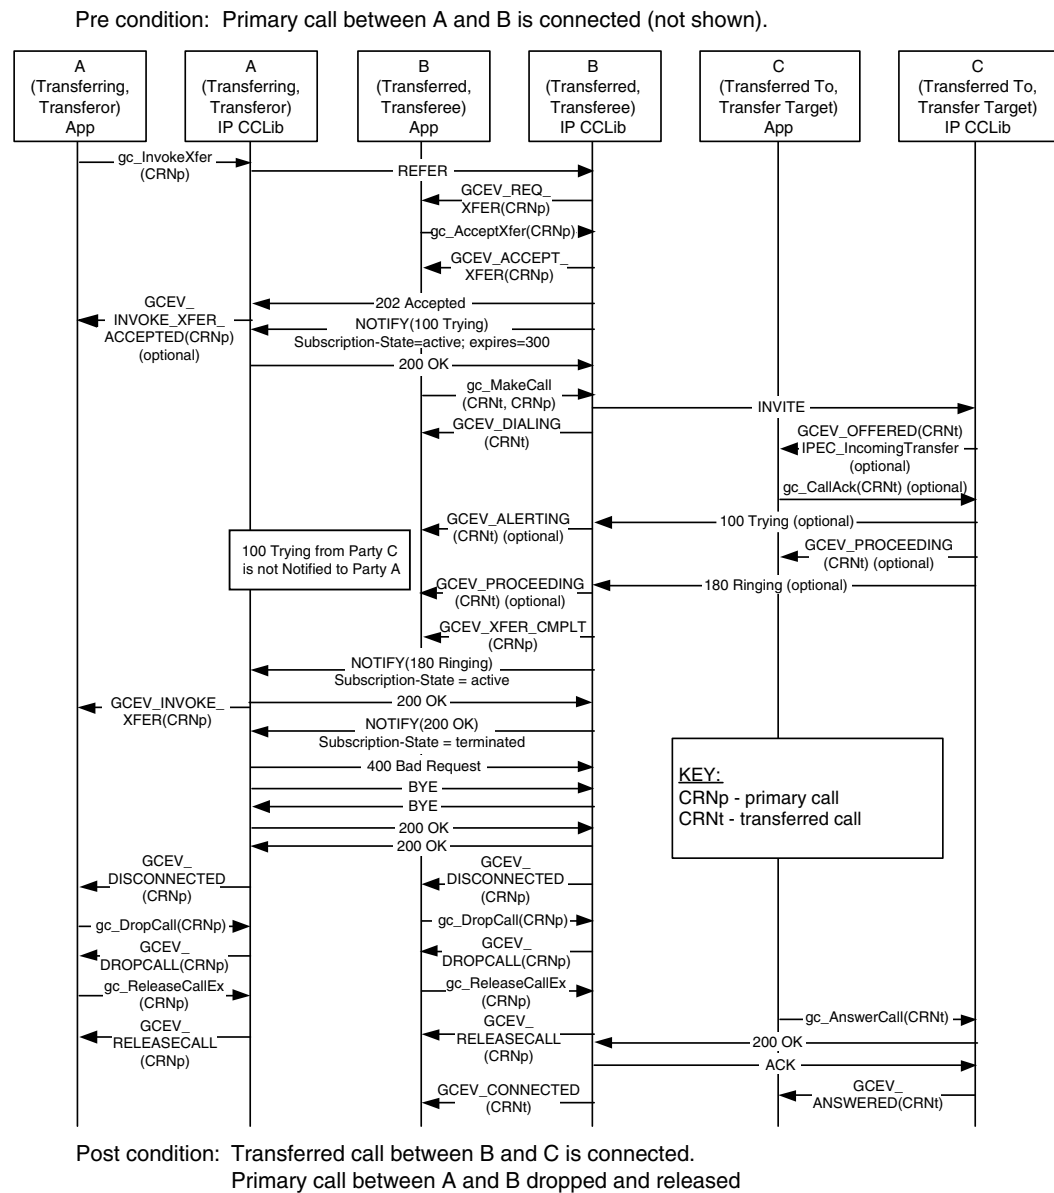 Pre condition: Primary call between A and B is connected (not shown).
A
(Transferring,
Transferor)
App
A
(Transferring,
Transferor)
IP CCLib
B
(Transferred,
Transferee)
App
B
(Transferred,
Transferee)
IP CCLib
C
(Transferred To,
Transfer Target)
App
C
(Transferred To,
Transfer Target)
IP CCLib
gc_InvokeXfer
(CRNp)
REFER
GCEV_REQ_
XFER(CRNp)
gc_AcceptXfer(CRNp)
GCEV_ACCEPT_
XFER(CRNp)
202 Accepted
GCEV_
INVOKE_XFER_
ACCEPTED(CRNp)
(optional)
NOTIFY(100 Trying)
Subscription-State=active; expires=300
200 OK
gc_MakeCall
(CRNt, CRNp)
INVITE
GCEV_DIALING
(CRNt)
GCEV_OFFERED(CRNt)
IPEC_IncomingTransfer
(optional)
gc_CallAck(CRNt) (optional)
100 Trying (optional)
GCEV_ALERTING
(CRNt) (optional)
100 Trying from Party C
is not Notified to Party A
GCEV_PROCEEDING
(CRNt) (optional)
180 Ringing (optional)
GCEV_PROCEEDING
(CRNt) (optional)
GCEV_XFER_CMPLT
(CRNp)
NOTIFY(180 Ringing)
Subscription-State = active
200 OK
GCEV_INVOKE_
XFER(CRNp)
NOTIFY(200 OK)
Subscription-State = terminated
400 Bad Request
BYE
BYE
200 OK
200 OK
KEY:
CRNp - primary call
CRNt - transferred call
GCEV_
DISCONNECTED
(CRNp)
GCEV_
DISCONNECTED
(CRNp)
gc_DropCall(CRNp)
gc_DropCall(CRNp)
GCEV_
DROPCALL(CRNp)
GCEV_
DROPCALL(CRNp)
gc_ReleaseCallEx
(CRNp)
gc_ReleaseCallEx
(CRNp)
GCEV_
RELEASECALL
(CRNp)
GCEV_
RELEASECALL
(CRNp)
gc_AnswerCall(CRNt)
200 OK
ACK
GCEV_CONNECTED
(CRNt)
GCEV_
ANSWERED(CRNt)
Post condition: Transferred call between B and C is connected.
Primary call between A and B dropped and released